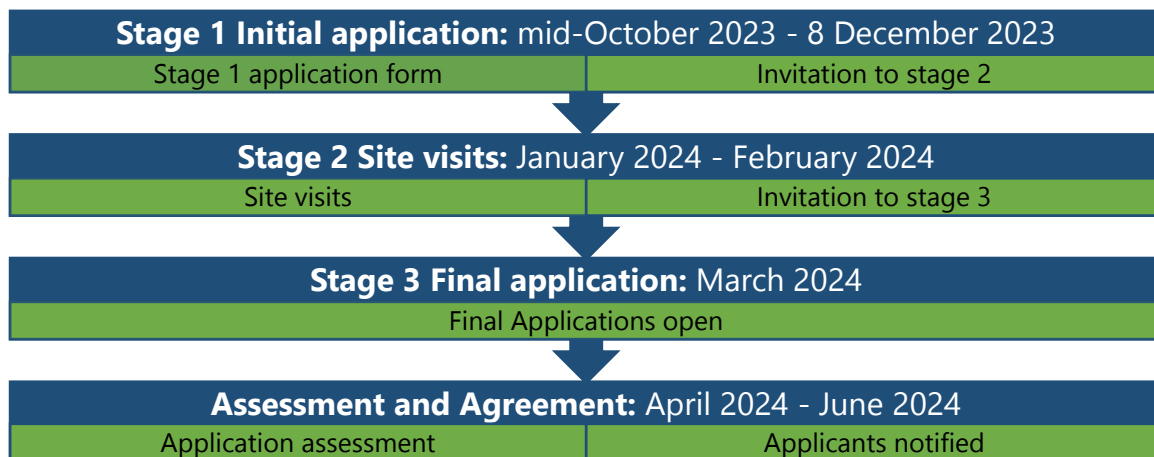 Stage 1 Initial application: mid-October 2023 - 8 December 2023
Stage 1 application form
Invitation to stage 2
Stage 2 Site visits: January 2024 - February 2024
Site visits
Invitation to stage 3
Stage 3 Final application: March 2024
Final Applications open
Assessment and Agreement: April 2024 - June 2024
Application assessment
Applicants notified